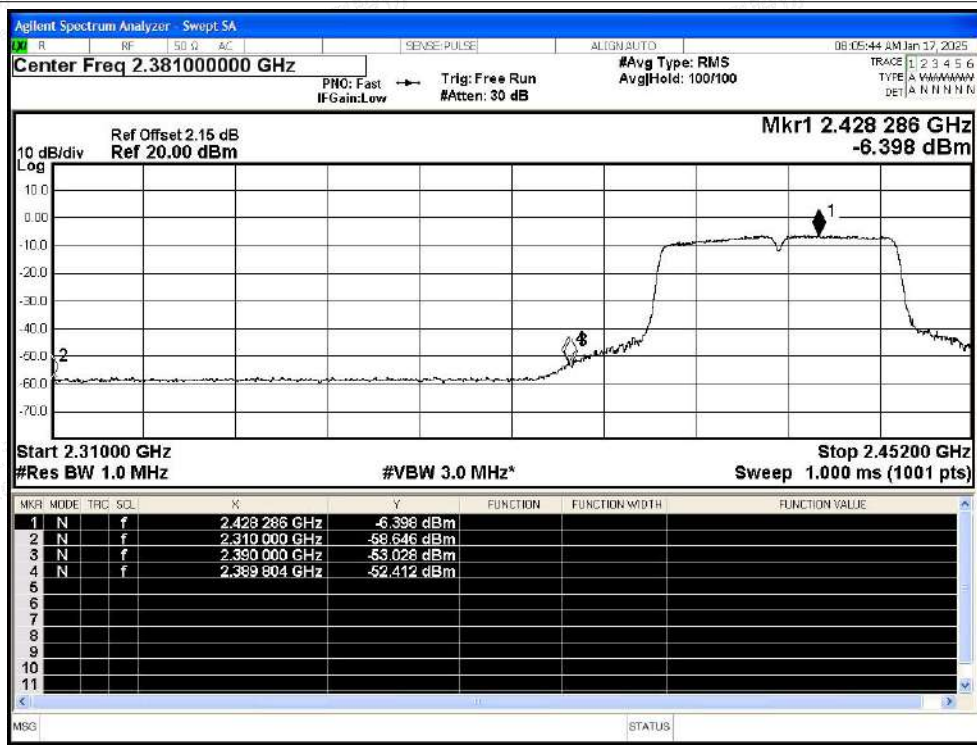 Agilent Spectrum Analyzer - Swept SA
LXI R RF 50 Ω AC SENSE:PULSE ALIGN AUTO 08:05:44 AM Jan 17, 2025
Center Freq 2.381000000 GHz #Avg Type: RMS TRACE 1 2 3 4 5 6
PNO: Fast Trig: Free Run Avg|Hold: 100/100 TYPE A WWWWW
IFGain:Low #Atten: 30 dB DET A N N N N N
Ref Offset 2.15 dB Mkr1 2.428 286 GHz
10 dB/div Ref 20.00 dBm -6.398 dBm
Log
10.0
0.00
1
-10.0
-20.0
-30.0
-40.0
-50.0
2
-60.0
-70.0
Start 2.31000 GHz Stop 2.45200 GHz
#Res BW 1.0 MHz #VBW 3.0 MHz* Sweep 1.000 ms (1001 pts)
MKR MODE TRC SCL X Y FUNCTION FUNCTION WIDTH FUNCTION VALUE
1 N f 2.428 286 GHz -6.398 dBm
2 N f 2.310 000 GHz -58.646 dBm
3 N f 2.390 000 GHz -53.028 dBm
4 N f 2.389 804 GHz -52.412 dBm
5
6
7
8
9
10
11
MSG STATUS